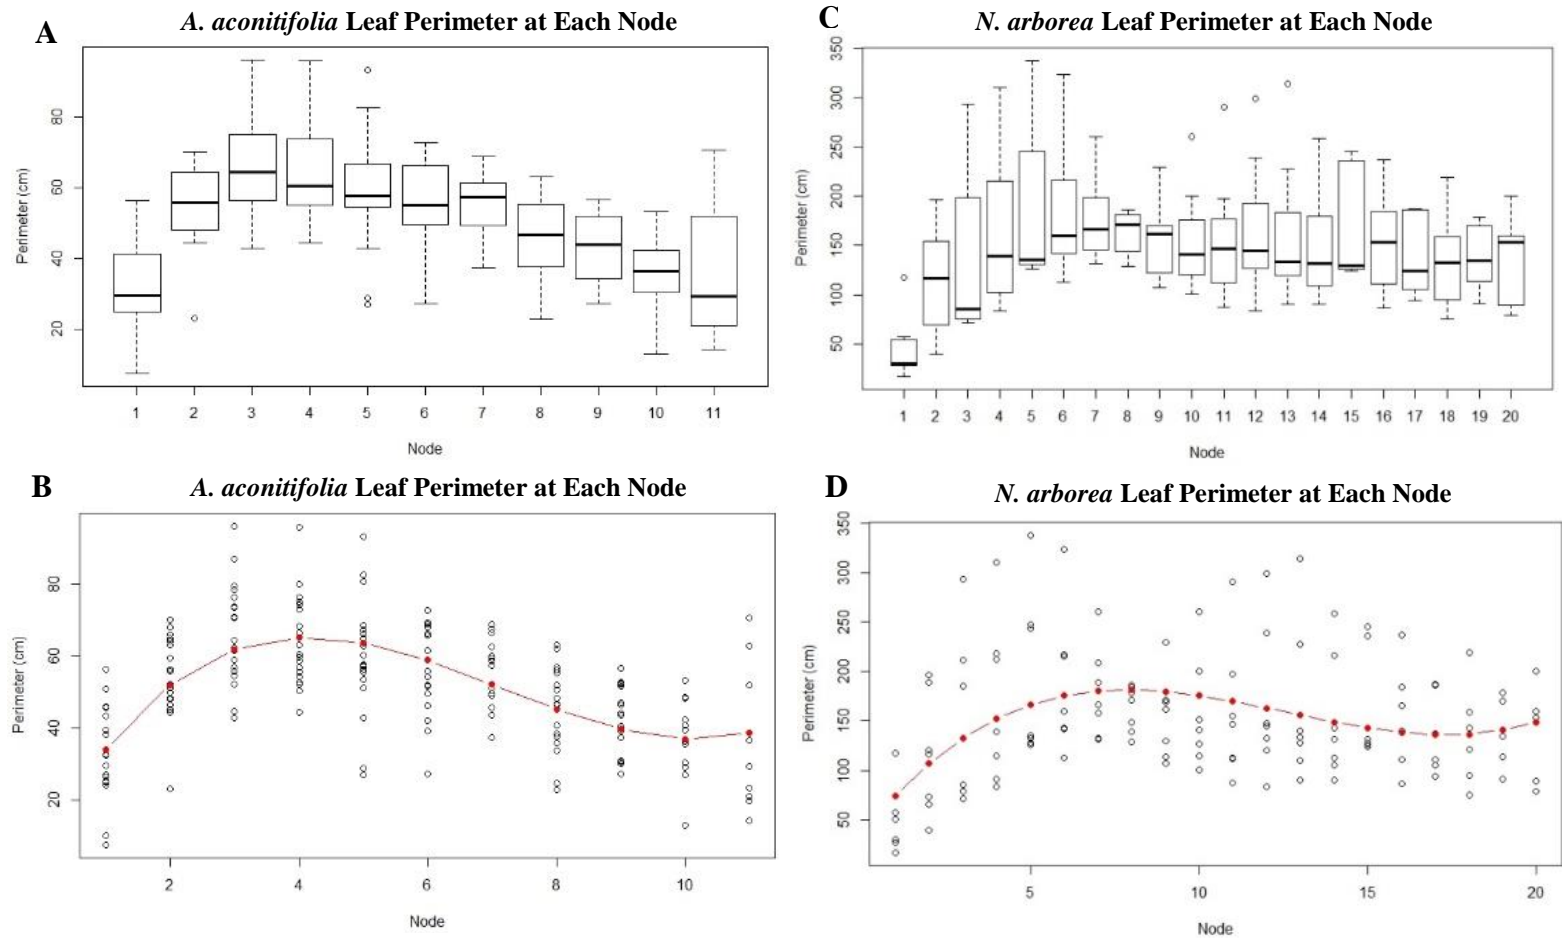 A
A. aconitifolia Leaf Perimeter at Each Node
Perimeter (cm)
80
60
40
20
1 2 3 4 5 6 7 8 9 10 11
Node
B
A. aconitifolia Leaf Perimeter at Each Node
Perimeter (cm)
80
60
40
20
2 4 6 8 10
Node
C
N. arborea Leaf Perimeter at Each Node
Perimeter (cm)
350
300
250
200
150
100
50
1 2 3 4 5 6 7 8 9 10 11 12 13 14 15 16 17 18 19 20
Node
D
N. arborea Leaf Perimeter at Each Node
Perimeter (cm)
350
300
250
200
150
100
50
5 10 15 20
Node